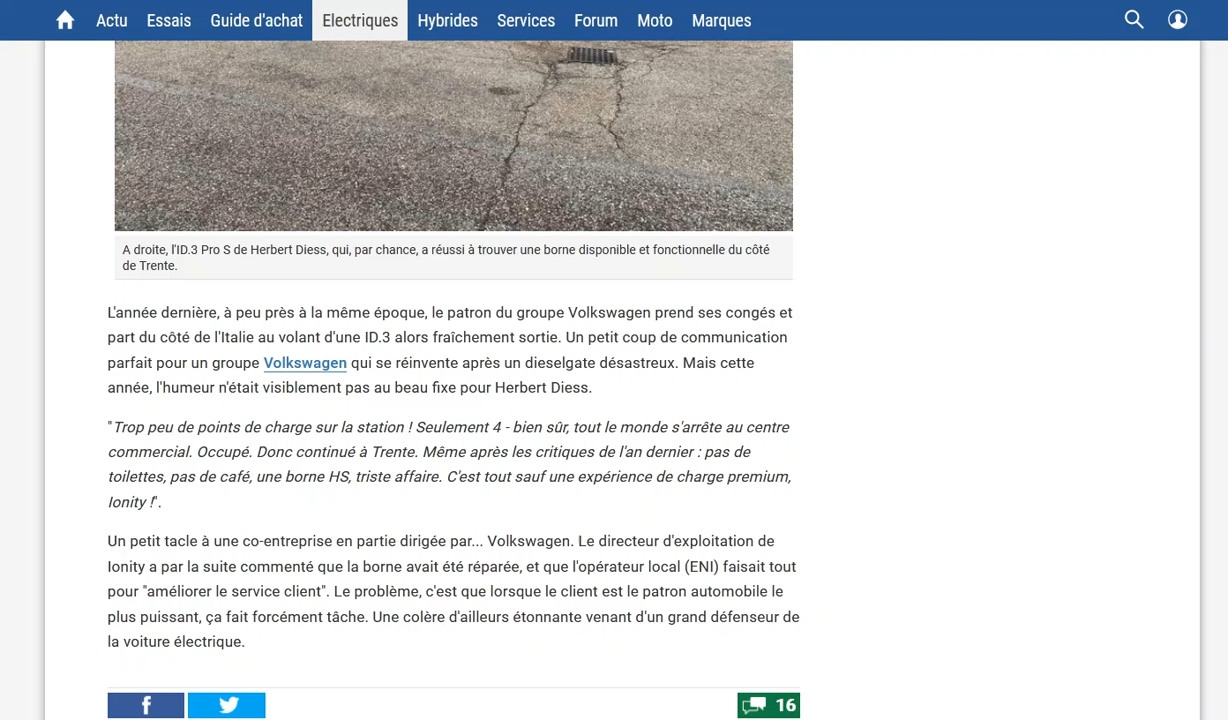 Actu Essais Guide d'achat Electriques Hybrides Services Forum Moto Marques
A droite, l'ID.3 Pro S de Herbert Diess, qui, par chance, a réussi à trouver une borne disponible et fonctionnelle du côté
de Trente.
L'année dernière, à peu près à la même époque, le patron du groupe Volkswagen prend ses congés et
part du côté de l'Italie au volant d'une ID.3 alors fraîchement sortie. Un petit coup de communication
parfait pour un groupe Volkswagen qui se réinvente après un dieselgate désastreux. Mais cette
année, l'humeur n'était visiblement pas au beau fixe pour Herbert Diess.
"Trop peu de points de charge sur la station ! Seulement 4 - bien sûr, tout le monde s'arrête au centre
commercial. Occupé. Donc continué à Trente. Même après les critiques de l'an dernier : pas de
toilettes, pas de café, une borne HS, triste affaire. C'est tout sauf une expérience de charge premium,
Ionity !".
Un petit tacle à une co-entreprise en partie dirigée par... Volkswagen. Le directeur d'exploitation de
Ionity a par la suite commenté que la borne avait été réparée, et que l'opérateur local (ENI) faisait tout
pour "améliorer le service client". Le problème, c'est que lorsque le client est le patron automobile le
plus puissant, ça fait forcément tâche. Une colère d'ailleurs étonnante venant d'un grand défenseur de
la voiture électrique.
16